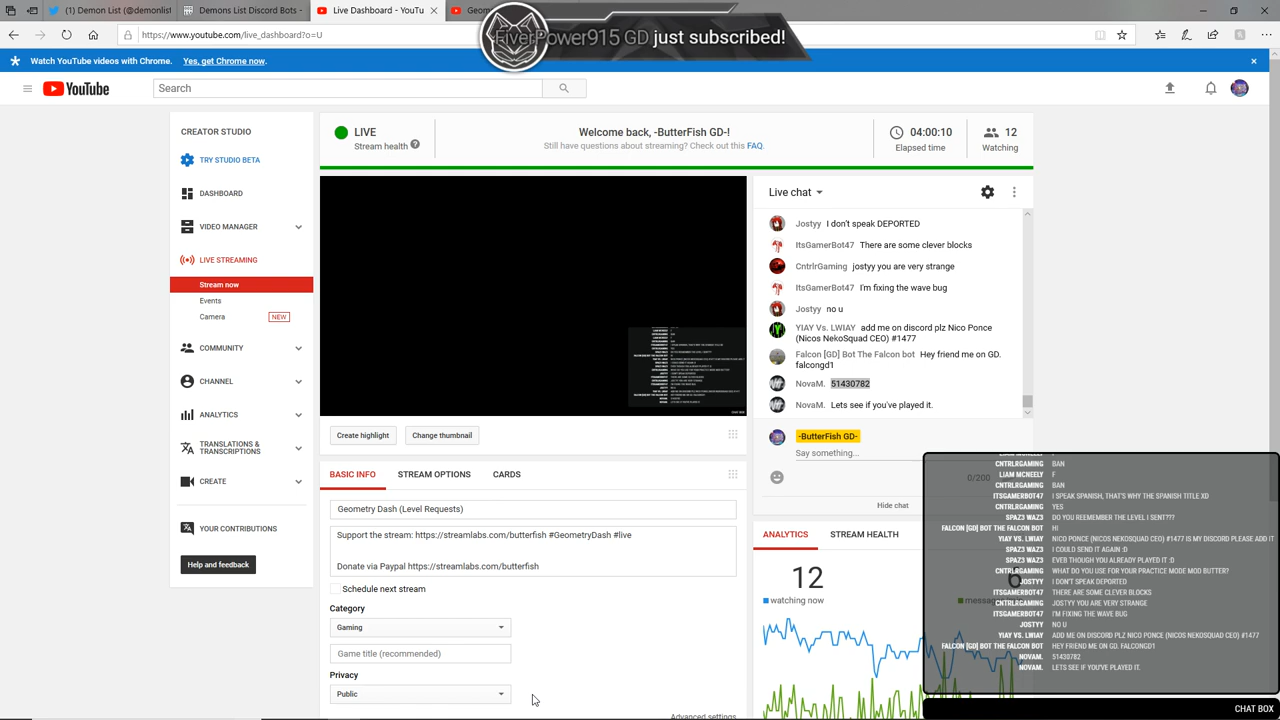 (1) Demon List (@demonslist
Demons List Discord Bots -
Live Dashboard - YouTu
Geom
https://www.youtube.com/live_dashboard?o=U
FiverPower915 GD just subscribed!
Watch YouTube videos with Chrome. Yes, get Chrome now.
YouTube
Search
CREATOR STUDIO
TRY STUDIO BETA
DASHBOARD
VIDEO MANAGER
LIVE STREAMING
Stream now
Events
Camera
NEW
COMMUNITY
CHANNEL
ANALYTICS
TRANSLATIONS &
TRANSCRIPTIONS
CREATE
YOUR CONTRIBUTIONS
Help and feedback
LIVE
Stream health
Welcome back, -ButterFish GD-!
Still have questions about streaming? Check out this FAQ.
04:00:10
Elapsed time
12
Watching
Create highlight
Change thumbnail
BASIC INFO
STREAM OPTIONS
CARDS
Geometry Dash (Level Requests)
Support the stream: https://streamlabs.com/butterfish #GeometryDash #live
Donate via Paypal https://streamlabs.com/butterfish
Schedule next stream
Category
Gaming
Game title (recommended)
Privacy
Public
Advanced settings
Live chat
Jostyy I don't speak DEPORTED
ItsGamerBot47 There are some clever blocks
CntrlrGaming jostyy you are very strange
ItsGamerBot47 I'm fixing the wave bug
Jostyy no u
YIAY Vs. LWIAY add me on discord plz Nico Ponce
(Nicos NekoSquad CEO) #1477
Falcon [GD] Bot The Falcon bot Hey friend me on GD.
falcongd1
NovaM. 51430782
NovaM. Lets see if you've played it.
-ButterFish GD-
Say something...
0/200
Hide chat
ANALYTICS
STREAM HEALTH
12
watching now
6
messag
LIAM MCNEELY F
CNTRLRGAMING BAN
LIAM MCNEELY F
CNTRLRGAMING BAN
ITSGAMERBOT47 I SPEAK SPANISH, THAT'S WHY THE SPANISH TITLE XD
CNTRLRGAMING YES
SPAZ3 WAZ3 DO YOU REEMEMBER THE LEVEL I SENT???
FALCON [GD] BOT THE FALCON BOT HI
YIAY VS. LWIAY NICO PONCE (NICOS NEKOSQUAD CEO) #1477 IS MY DISCORD PLEASE ADD IT
SPAZ3 WAZ3 I COULD SEND IT AGAIN :D
SPAZ3 WAZ3 EVEB THOUGH YOU ALREADY PLAYED IT :D
CNTRLRGAMING WHAT DO YOU USE FOR YOUR PRACTICE MODE MOD BUTTER?
JOSTYY I DON'T SPEAK DEPORTED
ITSGAMERBOT47 THERE ARE SOME CLEVER BLOCKS
CNTRLRGAMING JOSTYY YOU ARE VERY STRANGE
ITSGAMERBOT47 I'M FIXING THE WAVE BUG
JOSTYY NO U
YIAY VS. LWIAY ADD ME ON DISCORD PLZ NICO PONCE (NICOS NEKOSQUAD CEO) #1477
FALCON [GD] BOT THE FALCON BOT HEY FRIEND ME ON GD. FALCONGD1
NOVAM. 51430782
NOVAM. LETS SEE IF YOU'VE PLAYED IT.
CHAT BOX